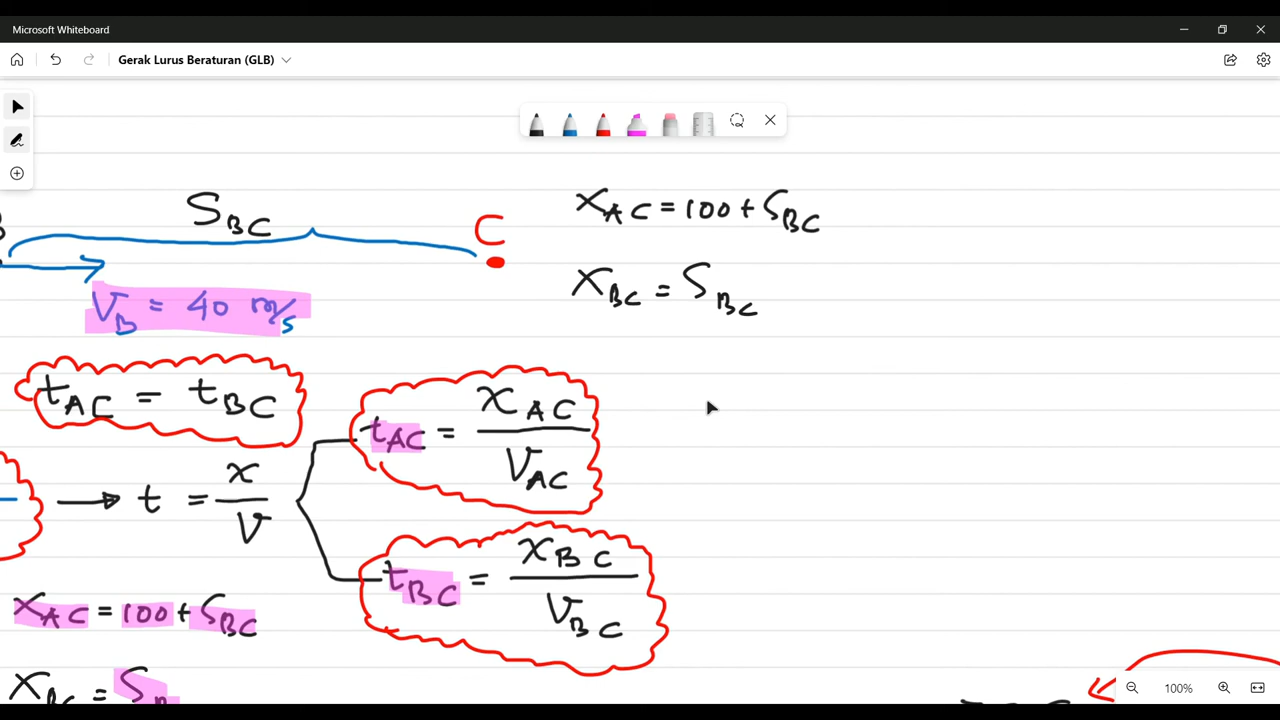 Microsoft Whiteboard
Gerak Lurus Beraturan (GLB)
S_BC
C
V_B = 40 m/s
x_AC = 100 + S_BC
x_BC = S_BC
t_AC = t_BC
t = x/V
t_AC = x_AC/V_AC
t_BC = x_BC/V_BC
x_AC = 100 + S_BC
x_BC =
100%